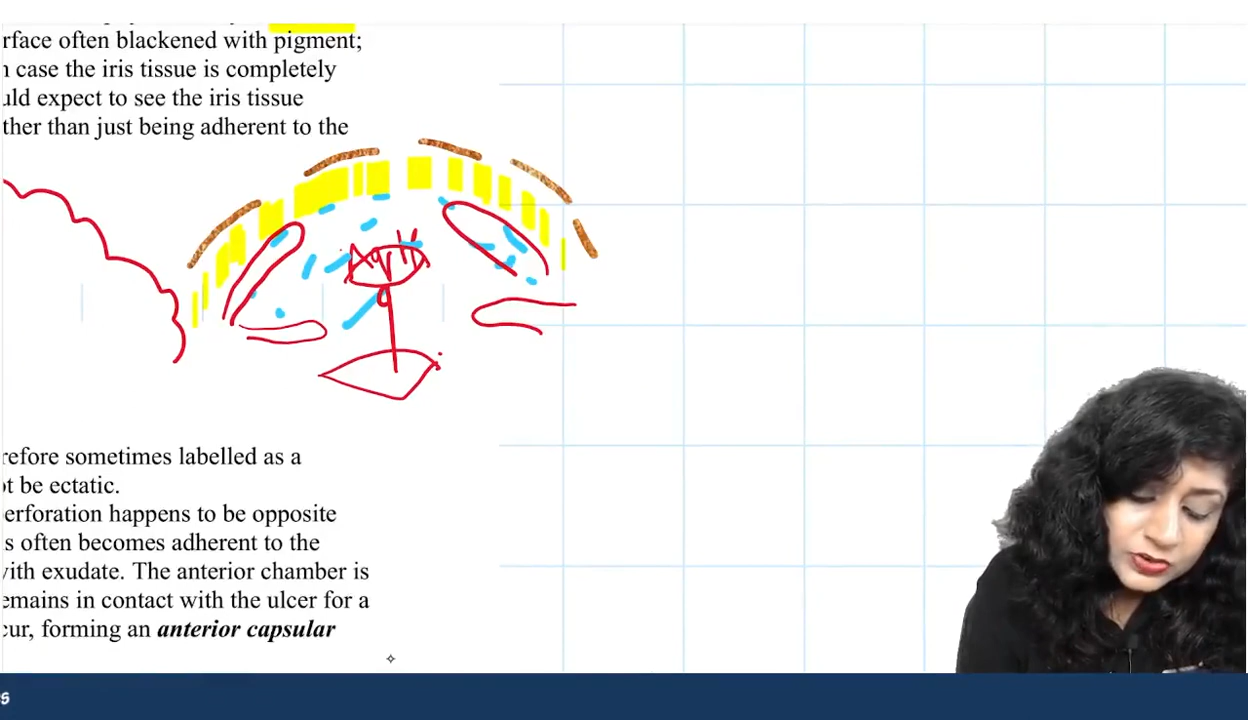 rface often blackened with pigment;
case the iris tissue is completely
uld expect to see the iris tissue
ther than just being adherent to the
Aq H
refore sometimes labelled as a
ot be ectatic.
erforation happens to be opposite
s often becomes adherent to the
with exudate. The anterior chamber is
emains in contact with the ulcer for a
cur, forming an anterior capsular